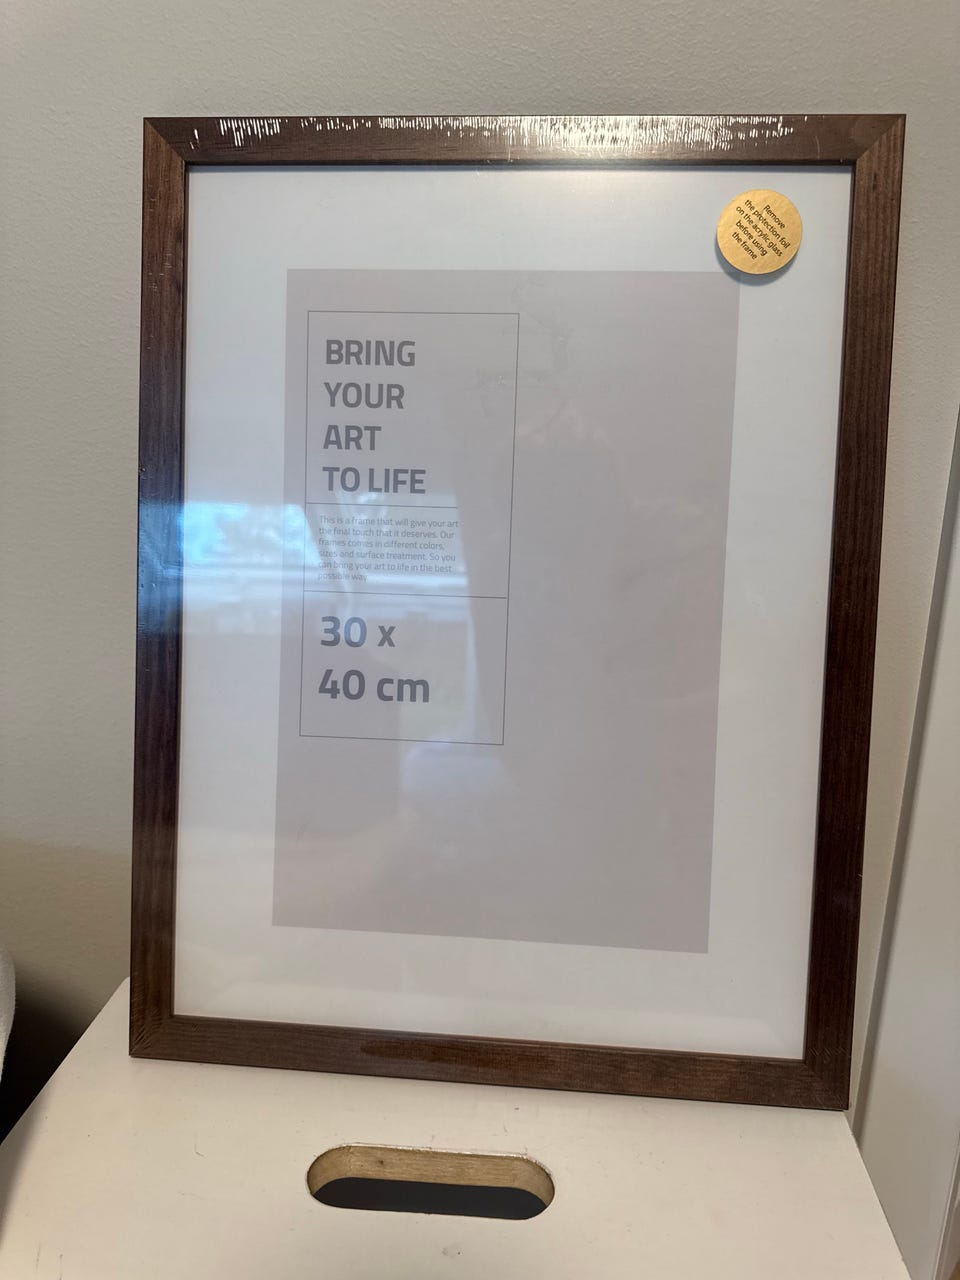 Remove
the protection foil
on the acrylic glass
before using
the frame
BRING
YOUR
ART
TO LIFE
This is a frame that will give your art
the final touch that it deserves. Our
frames comes in different colors,
sizes and surface treatment. So you
can bring your art to life in the best
possible way
30 x
40 cm